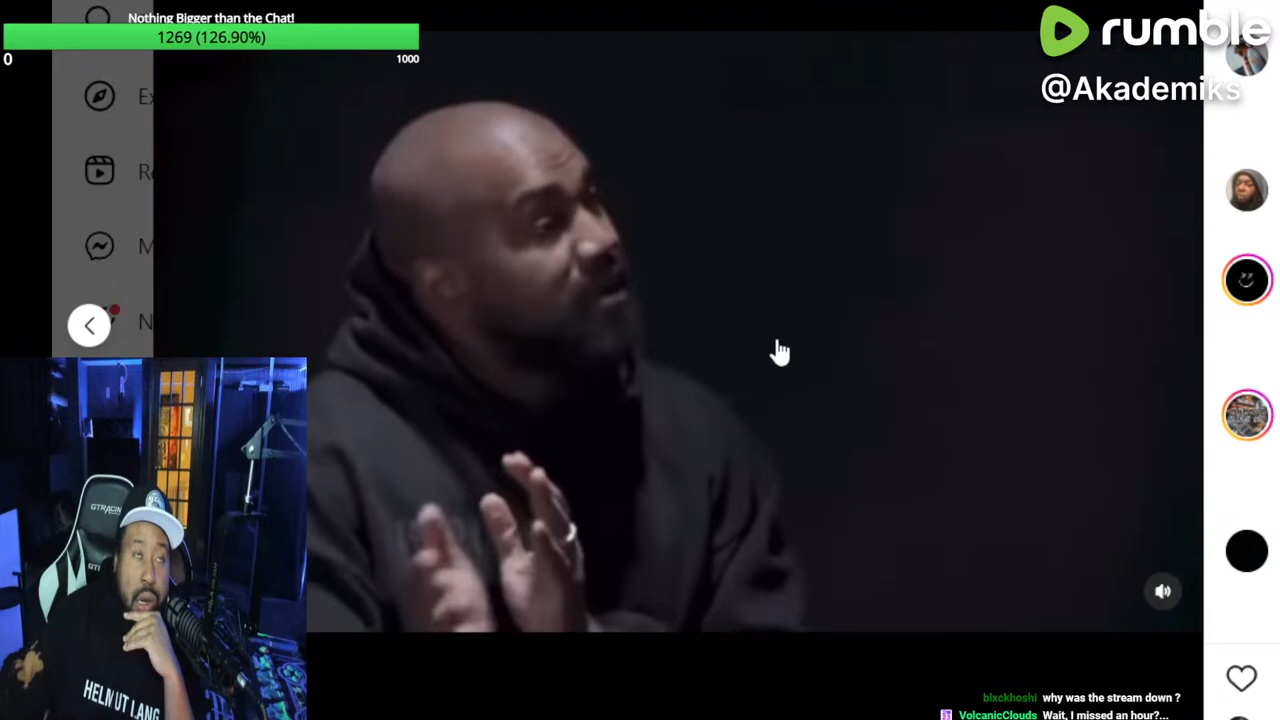 Nothing Bigger than the Chat!
1269 (126.90%)
0
1000
rumble
@Akademiks
E
R
M
N
GTRACING
HELMUT LANG
blxckhoshi why was the stream down ?
VolcanicClouds Wait, I missed an hour?...